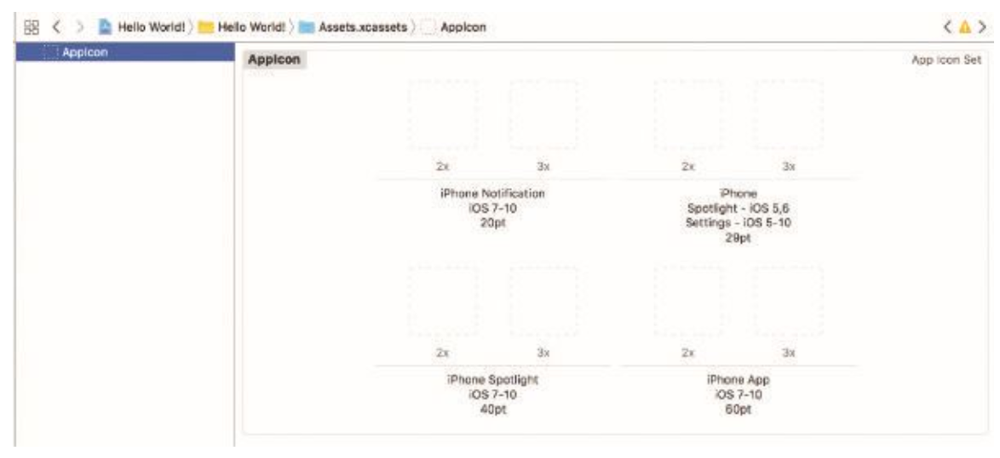 Hello World! Hello World! Assets.xcassets AppIcon
AppIcon
AppIcon
App Icon Set
2x 3x 2x 3x
iPhone Notification
iOS 7-10
20pt
iPhone
Spotlight - iOS 5,6
Settings - iOS 5-10
29pt
2x 3x 2x 3x
iPhone Spotlight
iOS 7-10
40pt
iPhone App
iOS 7-10
60pt